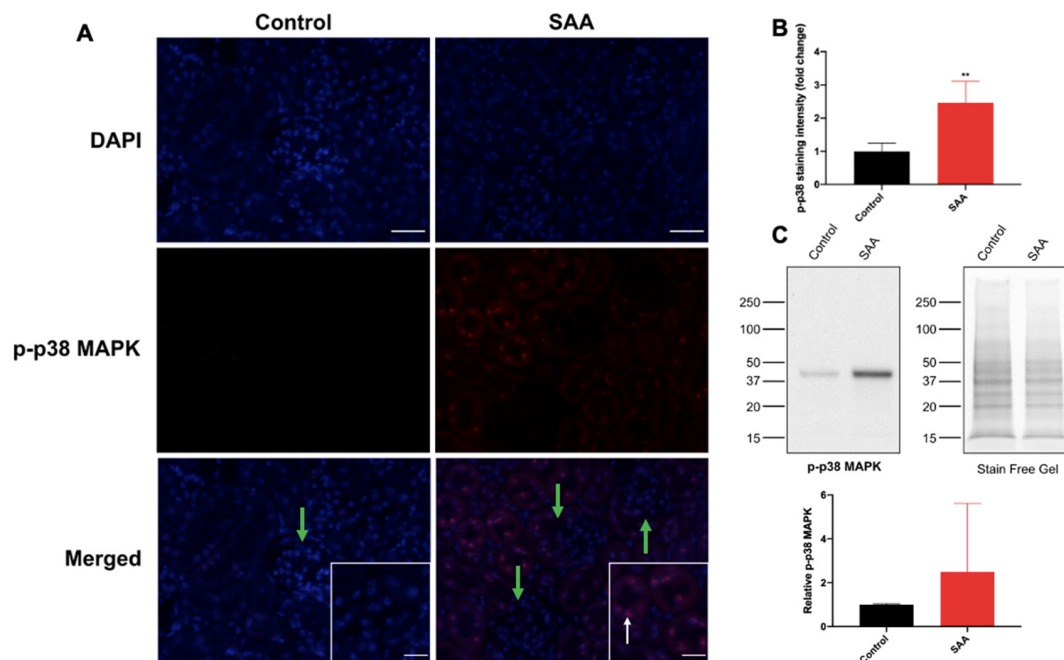 A
Control
SAA
DAPI
p-p38 MAPK
Merged
B
p-p38 staining intensity (fold change)
4
3
2
1
0
**
Control
SAA
C
Control
SAA
250
100
50
37
20
15
p-p38 MAPK
Control
SAA
250
100
50
37
20
15
Stain Free Gel
Relative p-p38 MAPK
6
4
2
0
Control
SAA